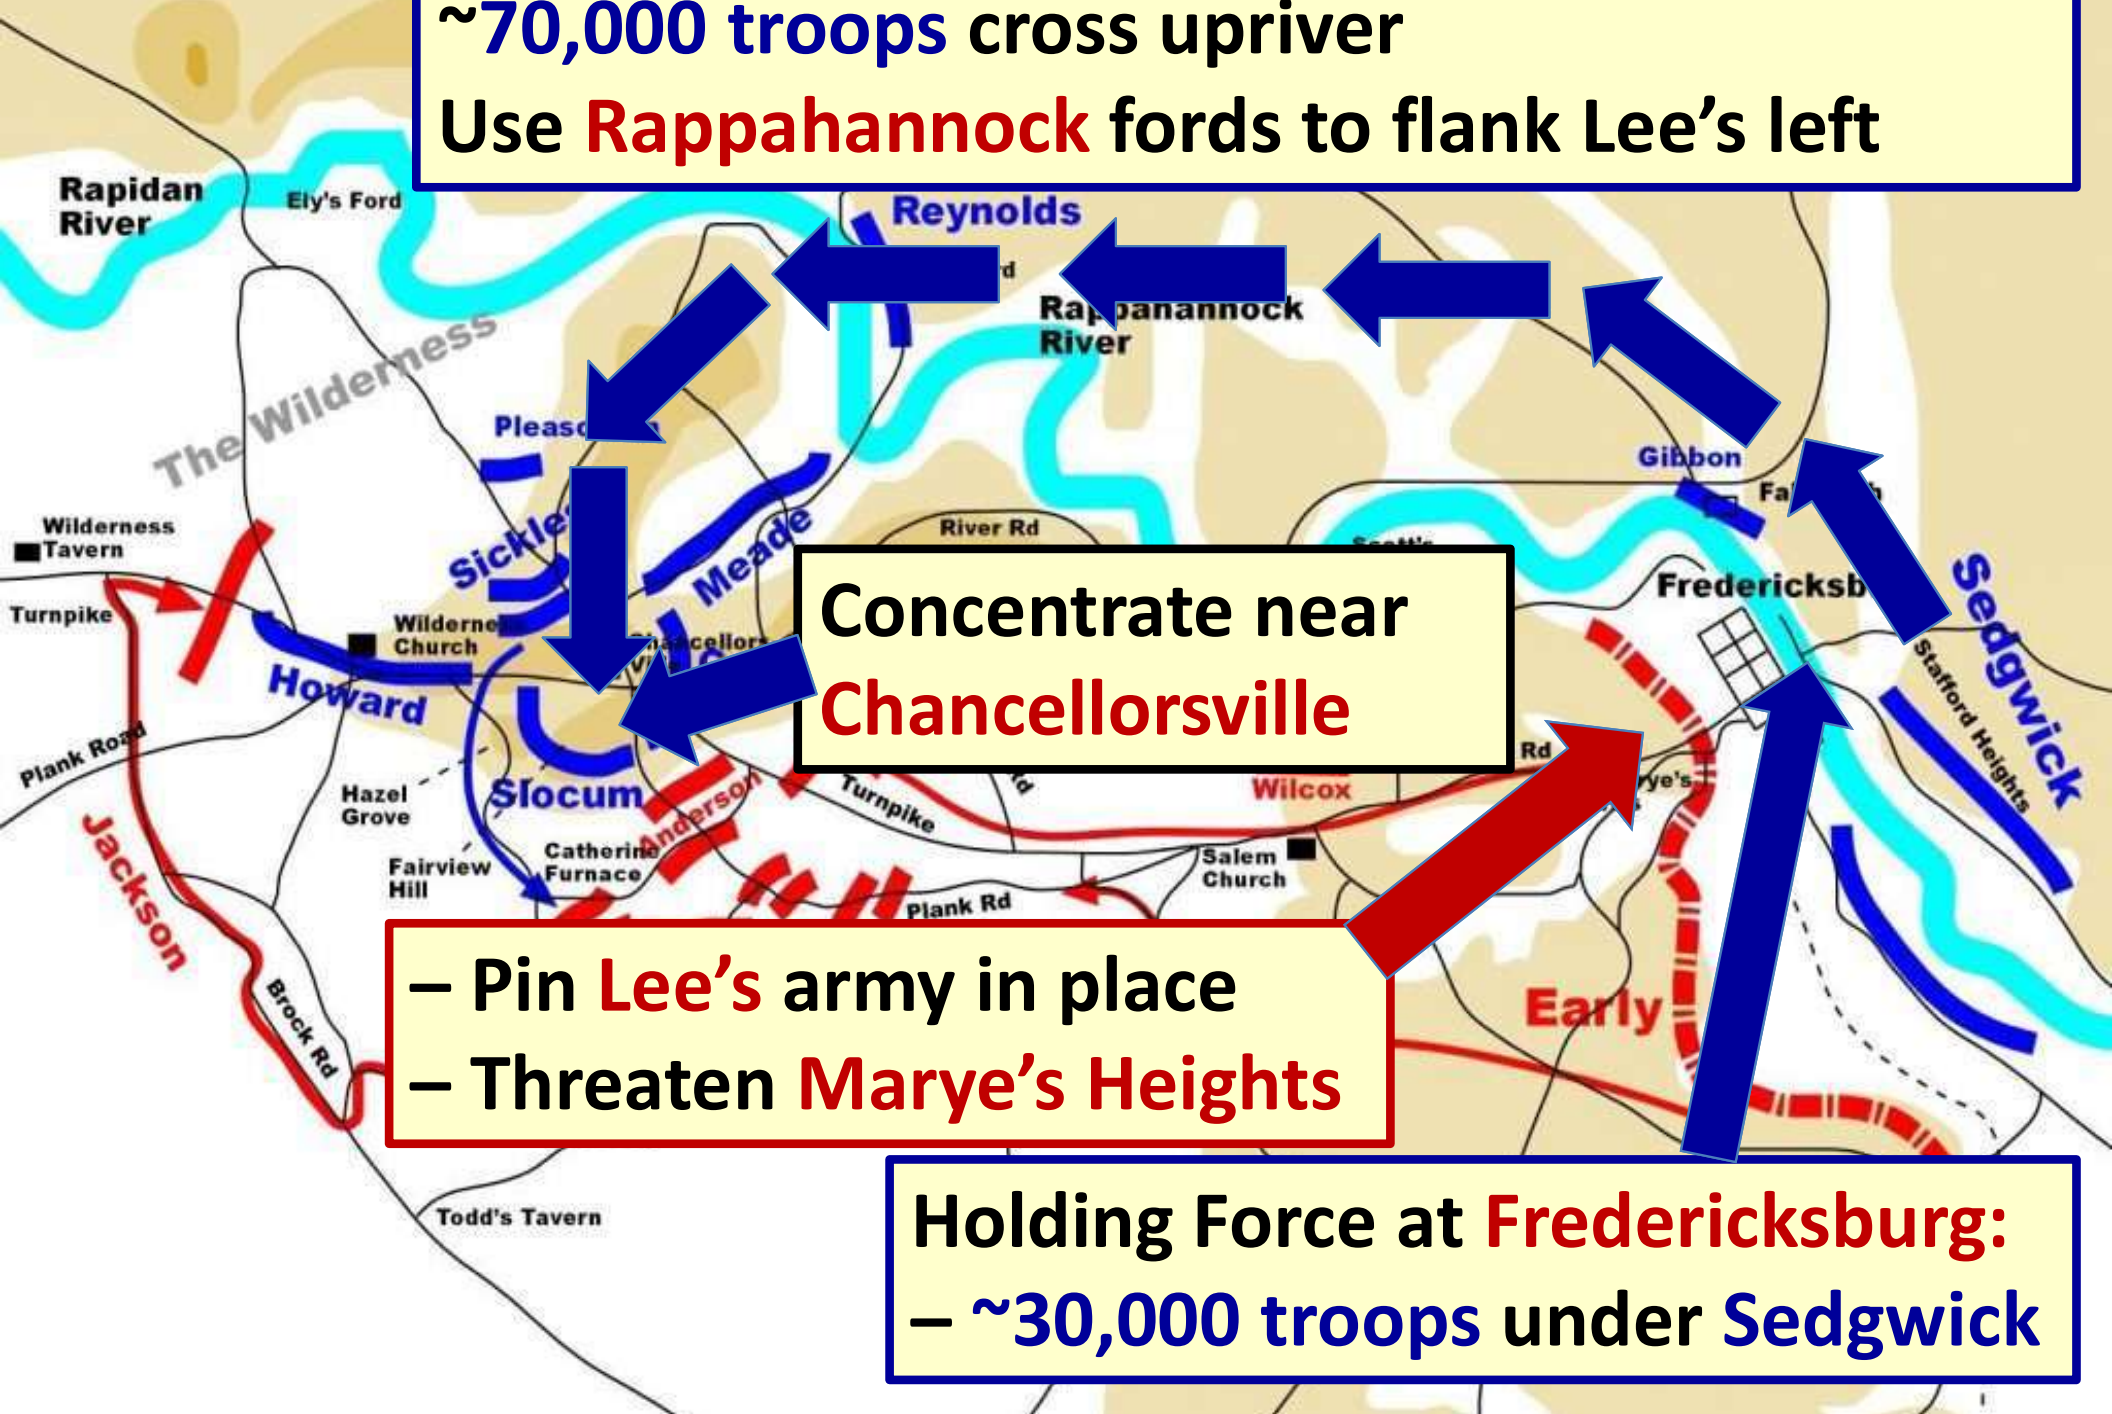 ~70,000 troops cross upriver
Use Rappahannock fords to flank Lee's left
Rapidan
River
Ely's Ford
Reynolds
Rappahannock
River
The Wilderness
Gibbon
River Rd
Sickles
Meade
Wilderness
Tavern
Turnpike
Wilderness
Church
Howard
Concentrate near
Chancellorsville
Sedgwick
Stafford Heights
Plank Road
Hazel
Grove
Slocum
Anderson
Turnpike
Wilcox
Rd
Jackson
Fairview
Hill
Catherine
Furnace
Salem
Church
Plank Rd
Brock Rd
– Pin Lee's army in place
– Threaten Marye's Heights
Early
Todd's Tavern
Holding Force at Fredericksburg:
– ~30,000 troops under Sedgwick